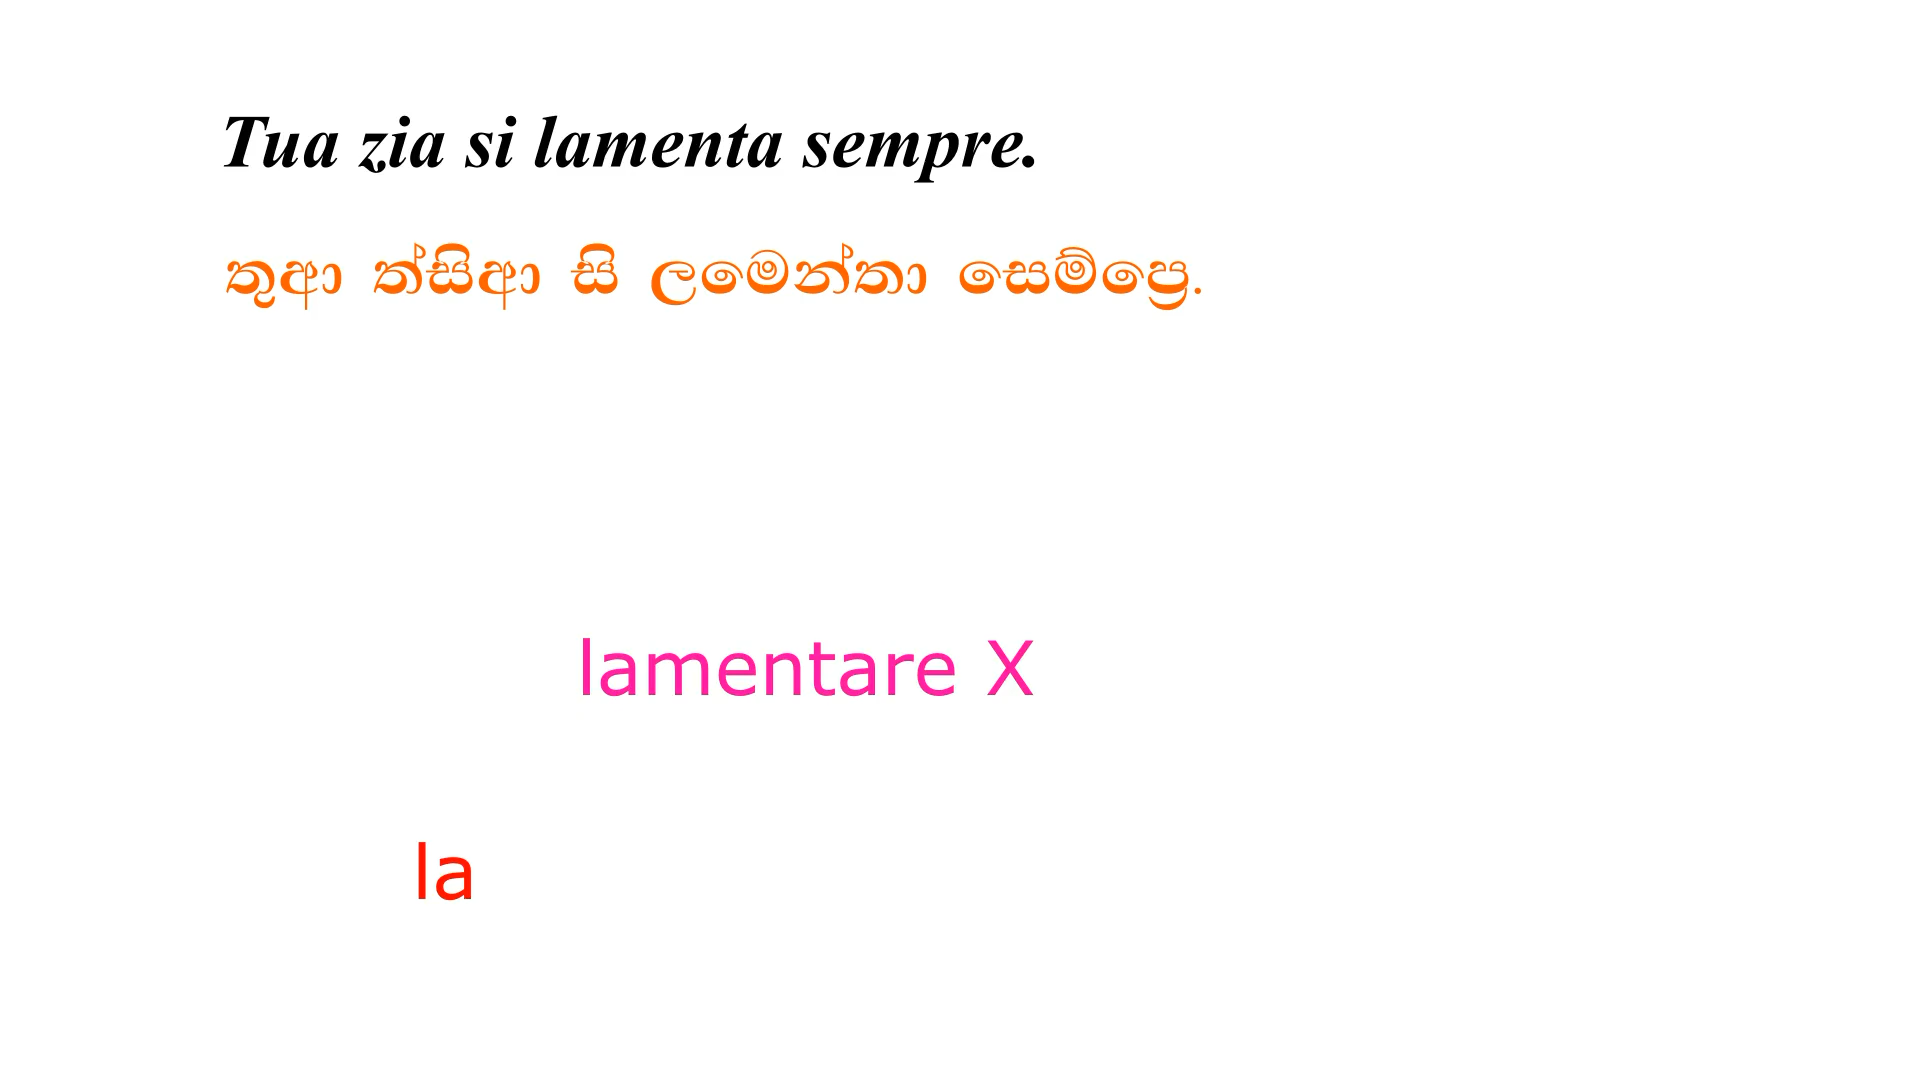 Tua zia si lamenta sempre.
තුආ ත්සිආ සි ලමෙන්තා සෙම්ප්‍රෙ.
lamentare X
la